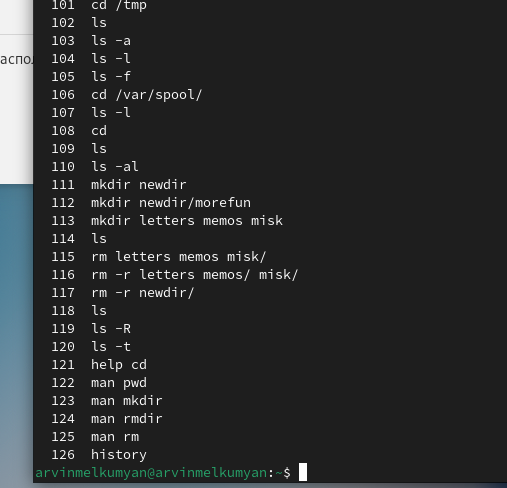 101 cd /tmp
102 ls
103 ls -a
104 ls -l
105 ls -f
106 cd /var/spool/
107 ls -l
108 cd
109 ls
110 ls -al
111 mkdir newdir
112 mkdir newdir/morefun
113 mkdir letters memos misk
114 ls
115 rm letters memos misk/
116 rm -r letters memos/ misk/
117 rm -r newdir/
118 ls
119 ls -R
120 ls -t
121 help cd
122 man pwd
123 man mkdir
124 man rmdir
125 man rm
126 history
arvinmelkumyan@arvinmelkumyan:~$